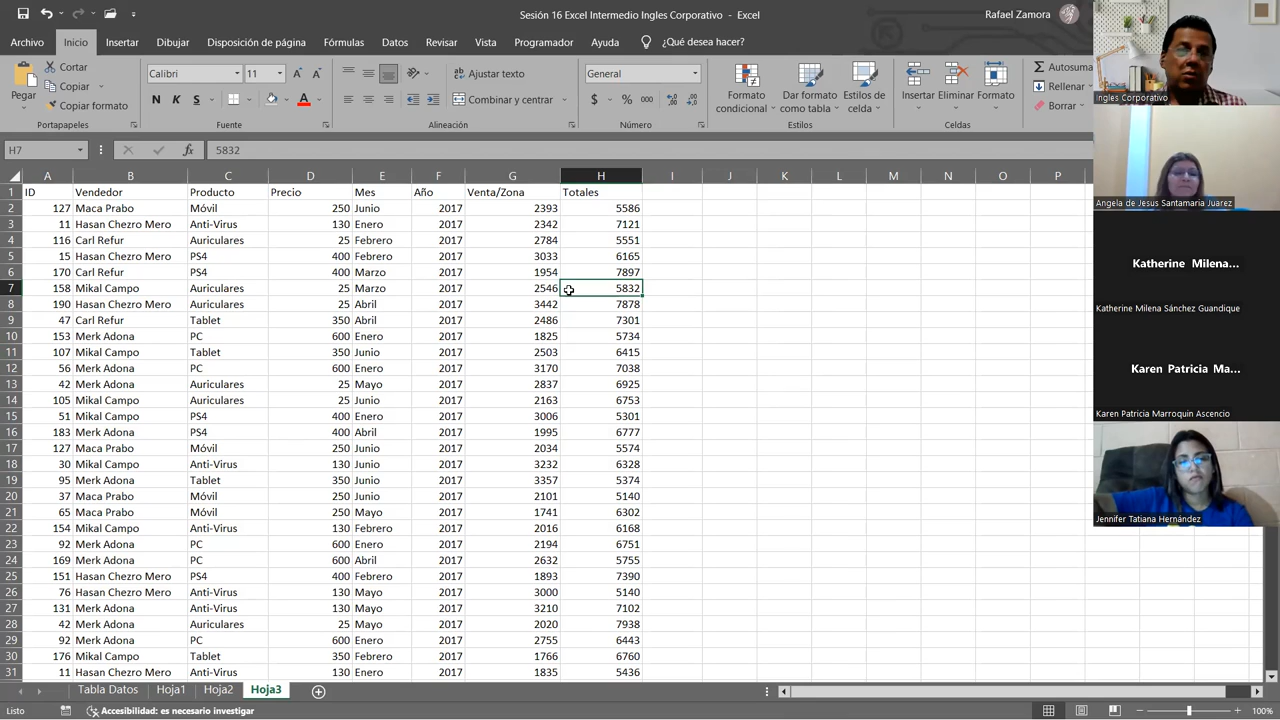 Sesión 16 Excel Intermedio Ingles Corporativo - Excel
Rafael Zamora
Archivo Inicio Insertar Dibujar Disposición de página Fórmulas Datos Revisar Vista Programador Ayuda ¿Qué desea hacer?
Pegar
Cortar
Copiar
Copiar formato
Calibri 11
N K S
Ajustar texto
Combinar y centrar
General
$ % 000
Formato condicional
Dar formato como tabla
Estilos de celda
Insertar Eliminar Formato
Autosuma
Rellenar
Borrar
Portapapeles Fuente Alineación Número Estilos Celdas
H7 fx 5832
A B C D E F G H I J K L M N O P
1 ID Vendedor Producto Precio Mes Año Venta/Zona Totales
2 127 Maca Prabo Móvil 250 Junio 2017 2393 5586
3 11 Hasan Chezro Mero Anti-Virus 130 Enero 2017 2342 7121
4 116 Carl Refur Auriculares 25 Febrero 2017 2784 5551
5 15 Hasan Chezro Mero PS4 400 Febrero 2017 3033 6165
6 170 Carl Refur PS4 400 Marzo 2017 1954 7897
7 158 Mikal Campo Auriculares 25 Marzo 2017 2546 5832
8 190 Hasan Chezro Mero Auriculares 25 Abril 2017 3442 7878
9 47 Carl Refur Tablet 350 Abril 2017 2486 7301
10 153 Merk Adona PC 600 Enero 2017 1825 5734
11 107 Mikal Campo Tablet 350 Junio 2017 2503 6415
12 56 Merk Adona PC 600 Enero 2017 3170 7038
13 42 Merk Adona Auriculares 25 Mayo 2017 2837 6925
14 105 Mikal Campo Auriculares 25 Junio 2017 2163 6753
15 51 Mikal Campo PS4 400 Enero 2017 3006 5301
16 183 Merk Adona PS4 400 Abril 2017 1995 6777
17 127 Maca Prabo Móvil 250 Junio 2017 2034 5574
18 30 Mikal Campo Anti-Virus 130 Junio 2017 3232 6328
19 95 Merk Adona Tablet 350 Junio 2017 3357 5374
20 37 Maca Prabo Móvil 250 Junio 2017 2101 5140
21 65 Maca Prabo Móvil 250 Mayo 2017 1741 6302
22 154 Mikal Campo Anti-Virus 130 Febrero 2017 2016 6168
23 92 Merk Adona PC 600 Enero 2017 2194 6751
24 169 Merk Adona PC 600 Abril 2017 2632 5755
25 151 Hasan Chezro Mero PS4 400 Febrero 2017 1893 7390
26 76 Hasan Chezro Mero Anti-Virus 130 Mayo 2017 3000 5140
27 131 Merk Adona Anti-Virus 130 Mayo 2017 3210 7102
28 42 Merk Adona Auriculares 25 Mayo 2017 2020 7938
29 92 Merk Adona PC 600 Enero 2017 2755 6443
30 176 Mikal Campo Tablet 350 Febrero 2017 1766 6760
31 11 Hasan Chezro Mero Anti-Virus 130 Enero 2017 1835 5436
Tabla Datos Hoja1 Hoja2 Hoja3
Listo Accesibilidad: es necesario investigar 100%
Ingles Corporativo
Angela de Jesus Santamaria Juarez
Katherine Milena...
Katherine Milena Sánchez Guandique
Karen Patricia Ma...
Karen Patricia Marroquin Ascencio
Jennifer Tatiana Hernández